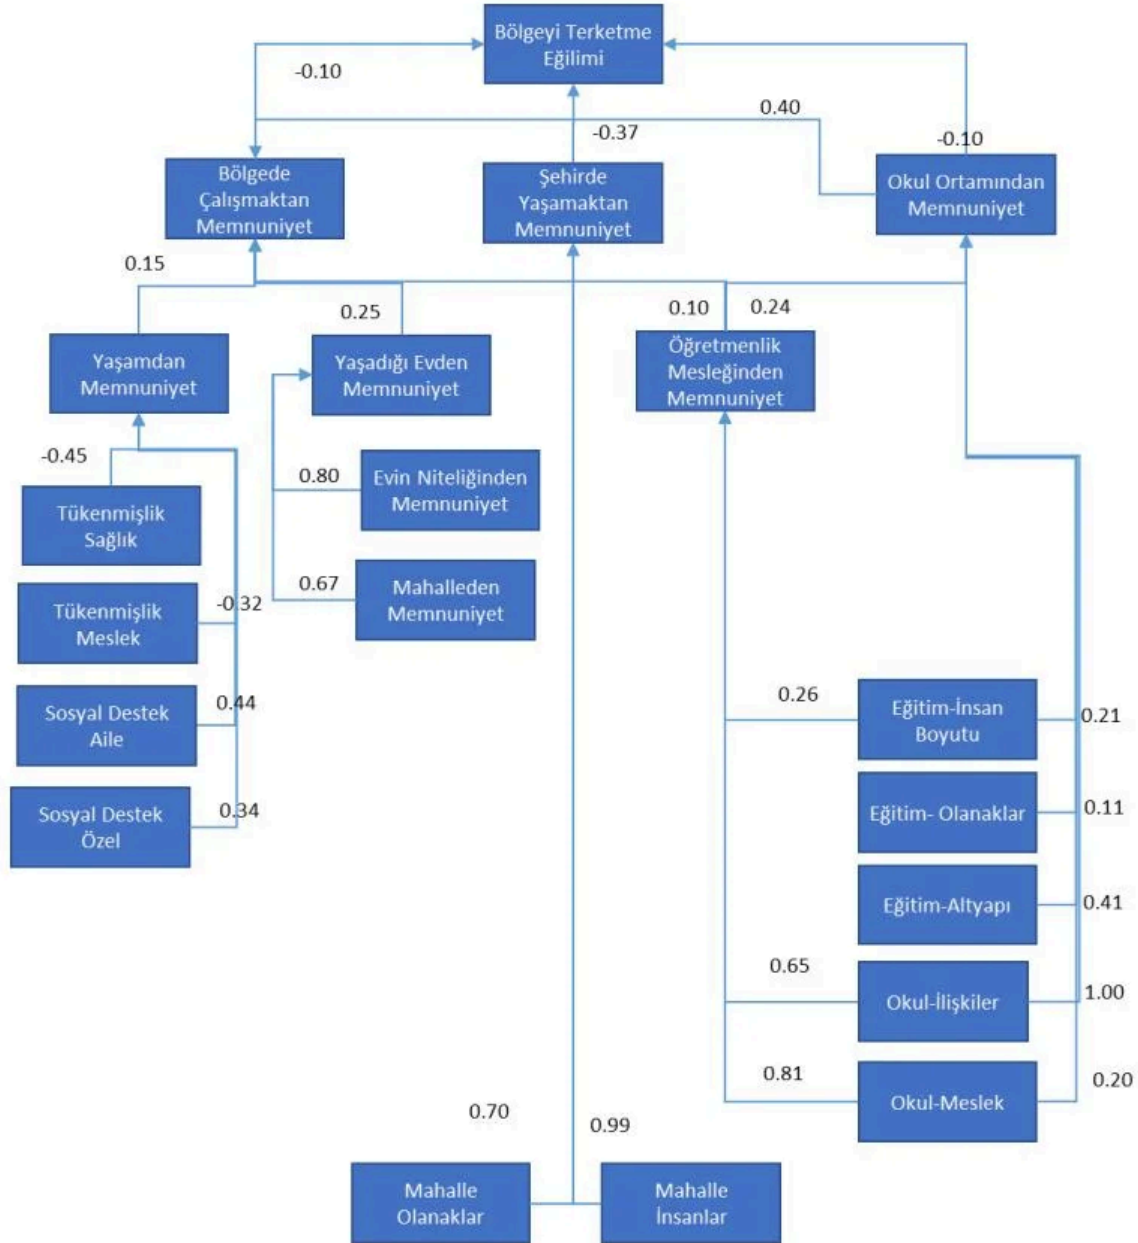 Bölgeyi Terketme
Eğilimi
-0.10
0.40
-0.37
-0.10
Bölgede
Çalışmaktan
Memnuniyet
Şehirde
Yaşamaktan
Memnuniyet
Okul Ortamından
Memnuniyet
0.15
0.25
0.10
0.24
Yaşamdan
Memnuniyet
Yaşadığı Evden
Memnuniyet
Öğretmenlik
Mesleğinden
Memnuniyet
-0.45
Tükenmişlik
Sağlık
0.80
Evin Niteliğinden
Memnuniyet
Tükenmişlik
Meslek
-0.32
0.67
Mahalleden
Memnuniyet
Sosyal Destek
Aile
0.44
0.26
Eğitim-İnsan
Boyutu
0.21
Sosyal Destek
Özel
0.34
Eğitim- Olanaklar
0.11
Eğitim-Altyapı
0.41
0.65
Okul-İlişkiler
1.00
0.81
Okul-Meslek
0.20
0.70
0.99
Mahalle
Olanaklar
Mahalle
İnsanlar